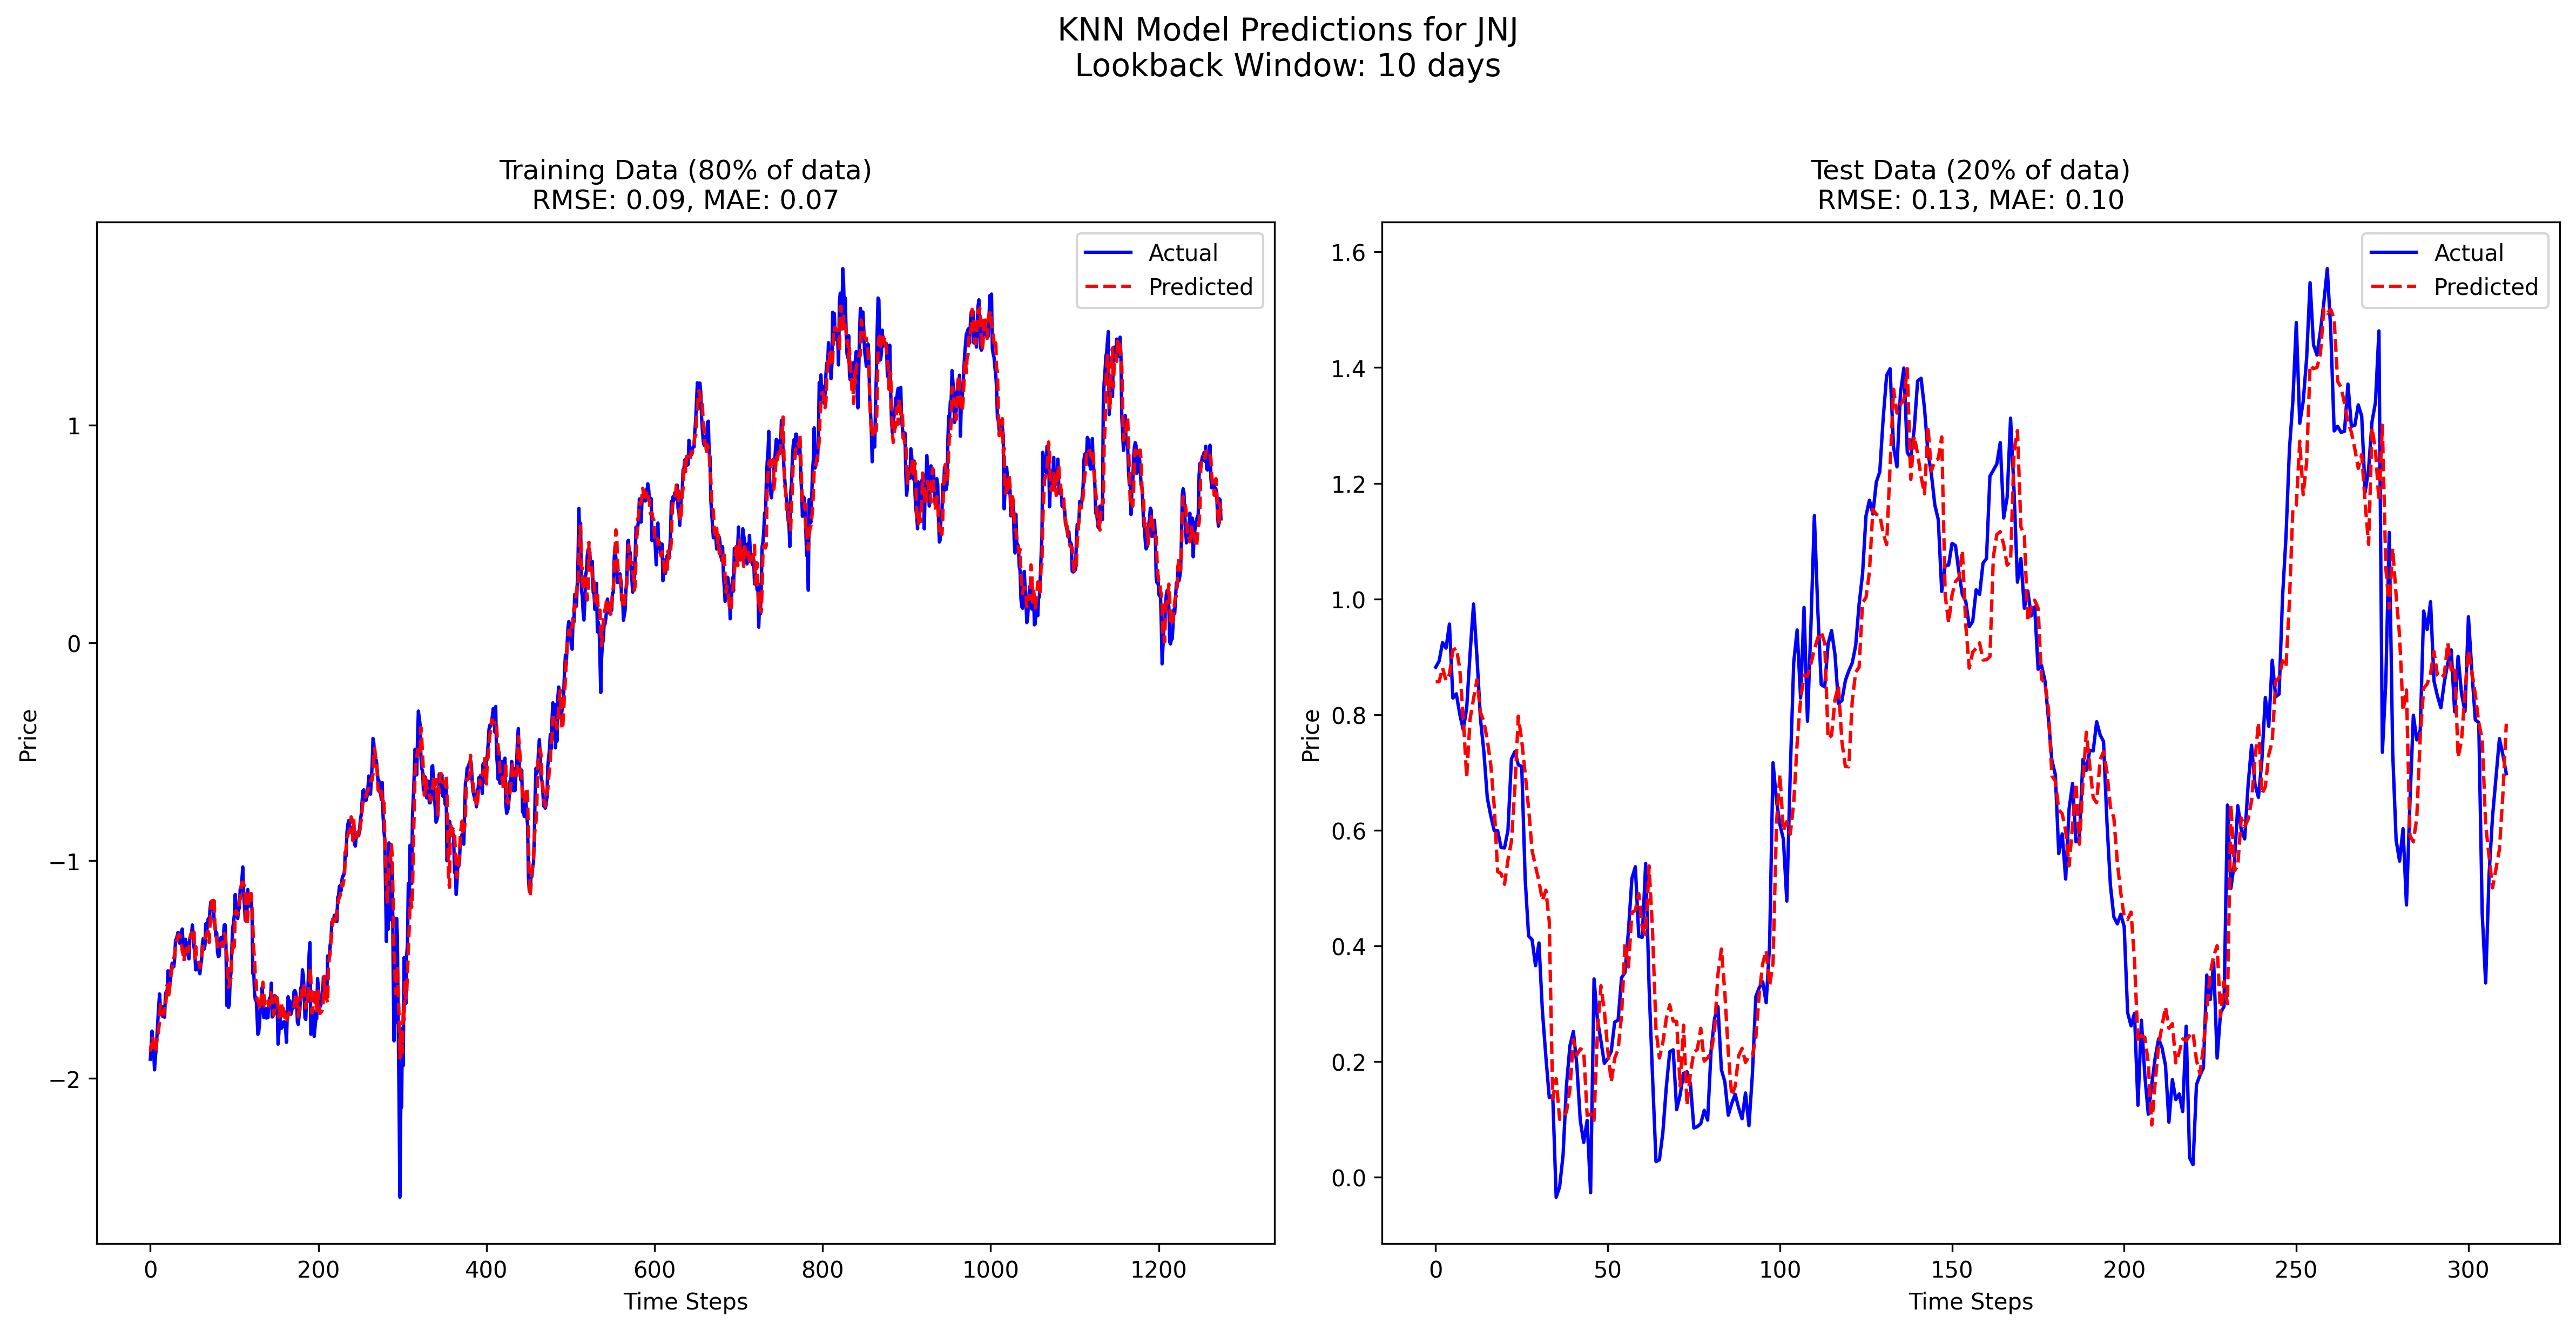 KNN Model Predictions for JNJ
Lookback Window: 10 days
Training Data (80% of data)
RMSE: 0.09, MAE: 0.07
Actual
Predicted
1
0
−1
−2
Price
0 200 400 600 800 1000 1200
Time Steps
Test Data (20% of data)
RMSE: 0.13, MAE: 0.10
Actual
Predicted
1.6
1.4
1.2
1.0
0.8
0.6
0.4
0.2
0.0
Price
0 50 100 150 200 250 300
Time Steps